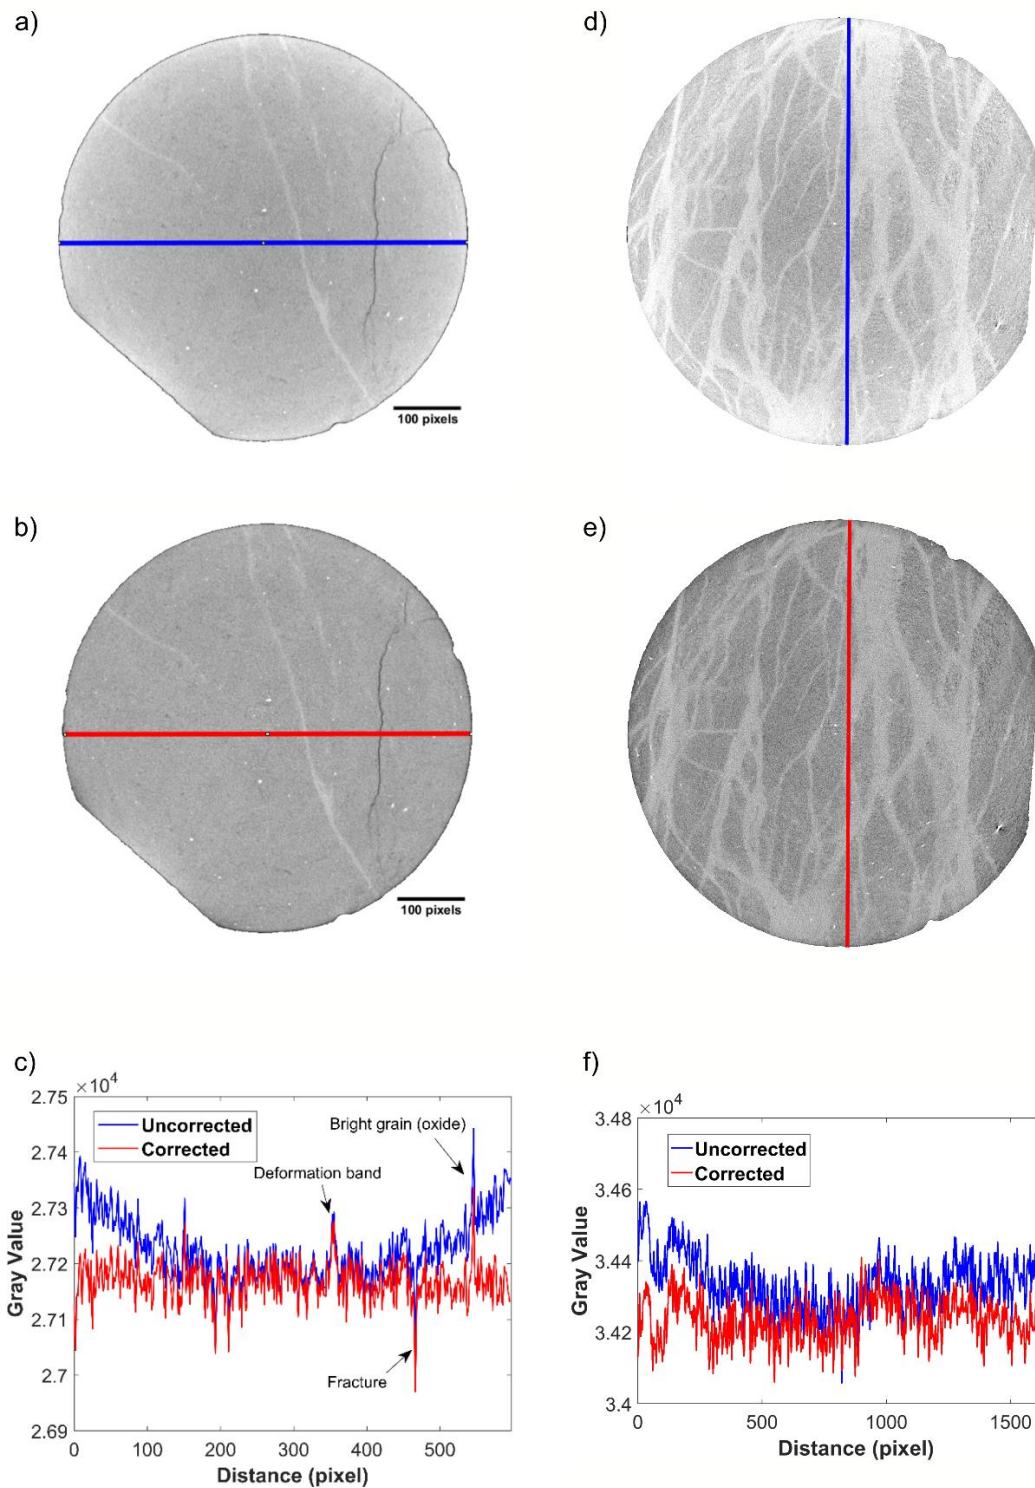 a)
d)
100 pixels
b)
e)
100 pixels
c)
×10⁴
2.75
2.74
2.73
2.72
2.71
2.7
2.69
Gray Value
Uncorrected
Corrected
Bright grain (oxide)
Deformation band
Fracture
0
100
200
300
400
500
Distance (pixel)
f)
×10⁴
3.48
3.46
3.44
3.42
3.4
Gray Value
Uncorrected
Corrected
0
500
1000
1500
Distance (pixel)